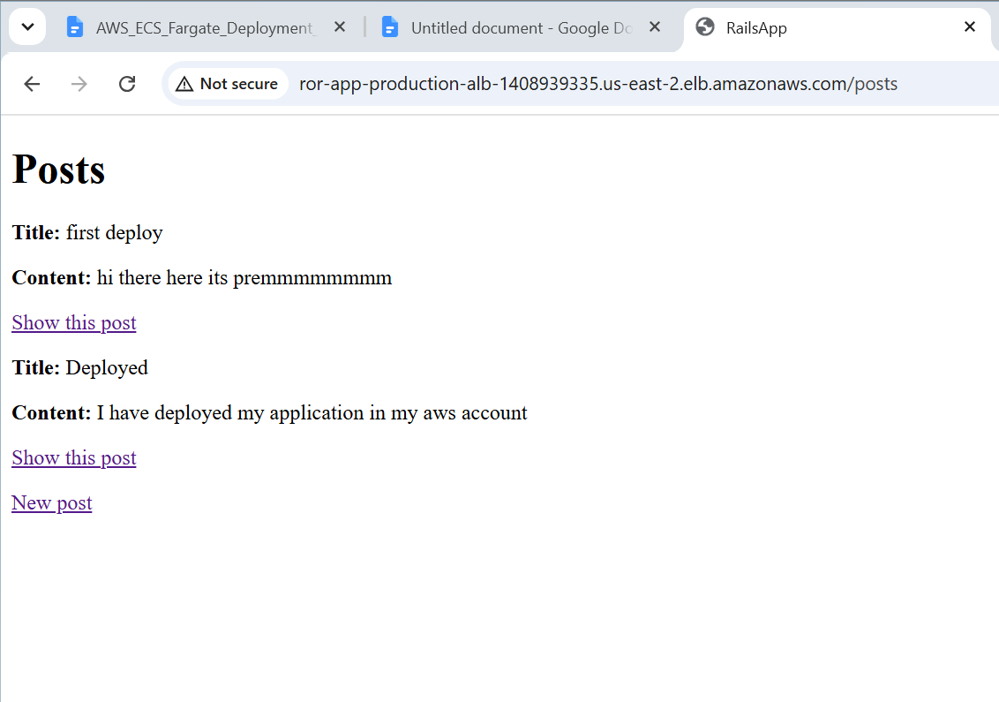 AWS_ECS_Fargate_Deployment_
Untitled document - Google Do
RailsApp
Not secure
ror-app-production-alb-1408939335.us-east-2.elb.amazonaws.com/posts
Posts
Title: first deploy
Content: hi there here its premmmmmmmm
Show this post
Title: Deployed
Content: I have deployed my application in my aws account
Show this post
New post